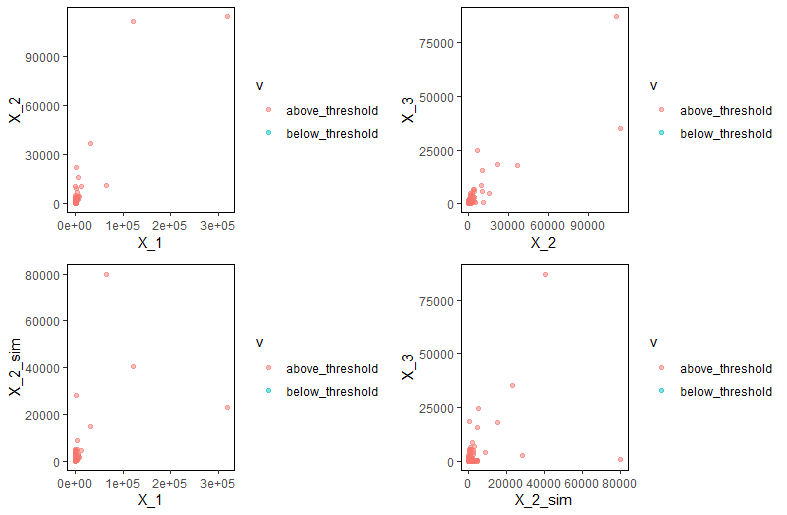 X_2
90000
60000
30000
0
0e+00 1e+05 2e+05 3e+05
X_1
v
above_threshold
below_threshold
X_3
75000
50000
25000
0
0 30000 60000 90000
X_2
v
above_threshold
below_threshold
X_2_sim
80000
60000
40000
20000
0
0e+00 1e+05 2e+05 3e+05
X_1
v
above_threshold
below_threshold
X_3
75000
50000
25000
0
0 20000 40000 60000 80000
X_2_sim
v
above_threshold
below_threshold